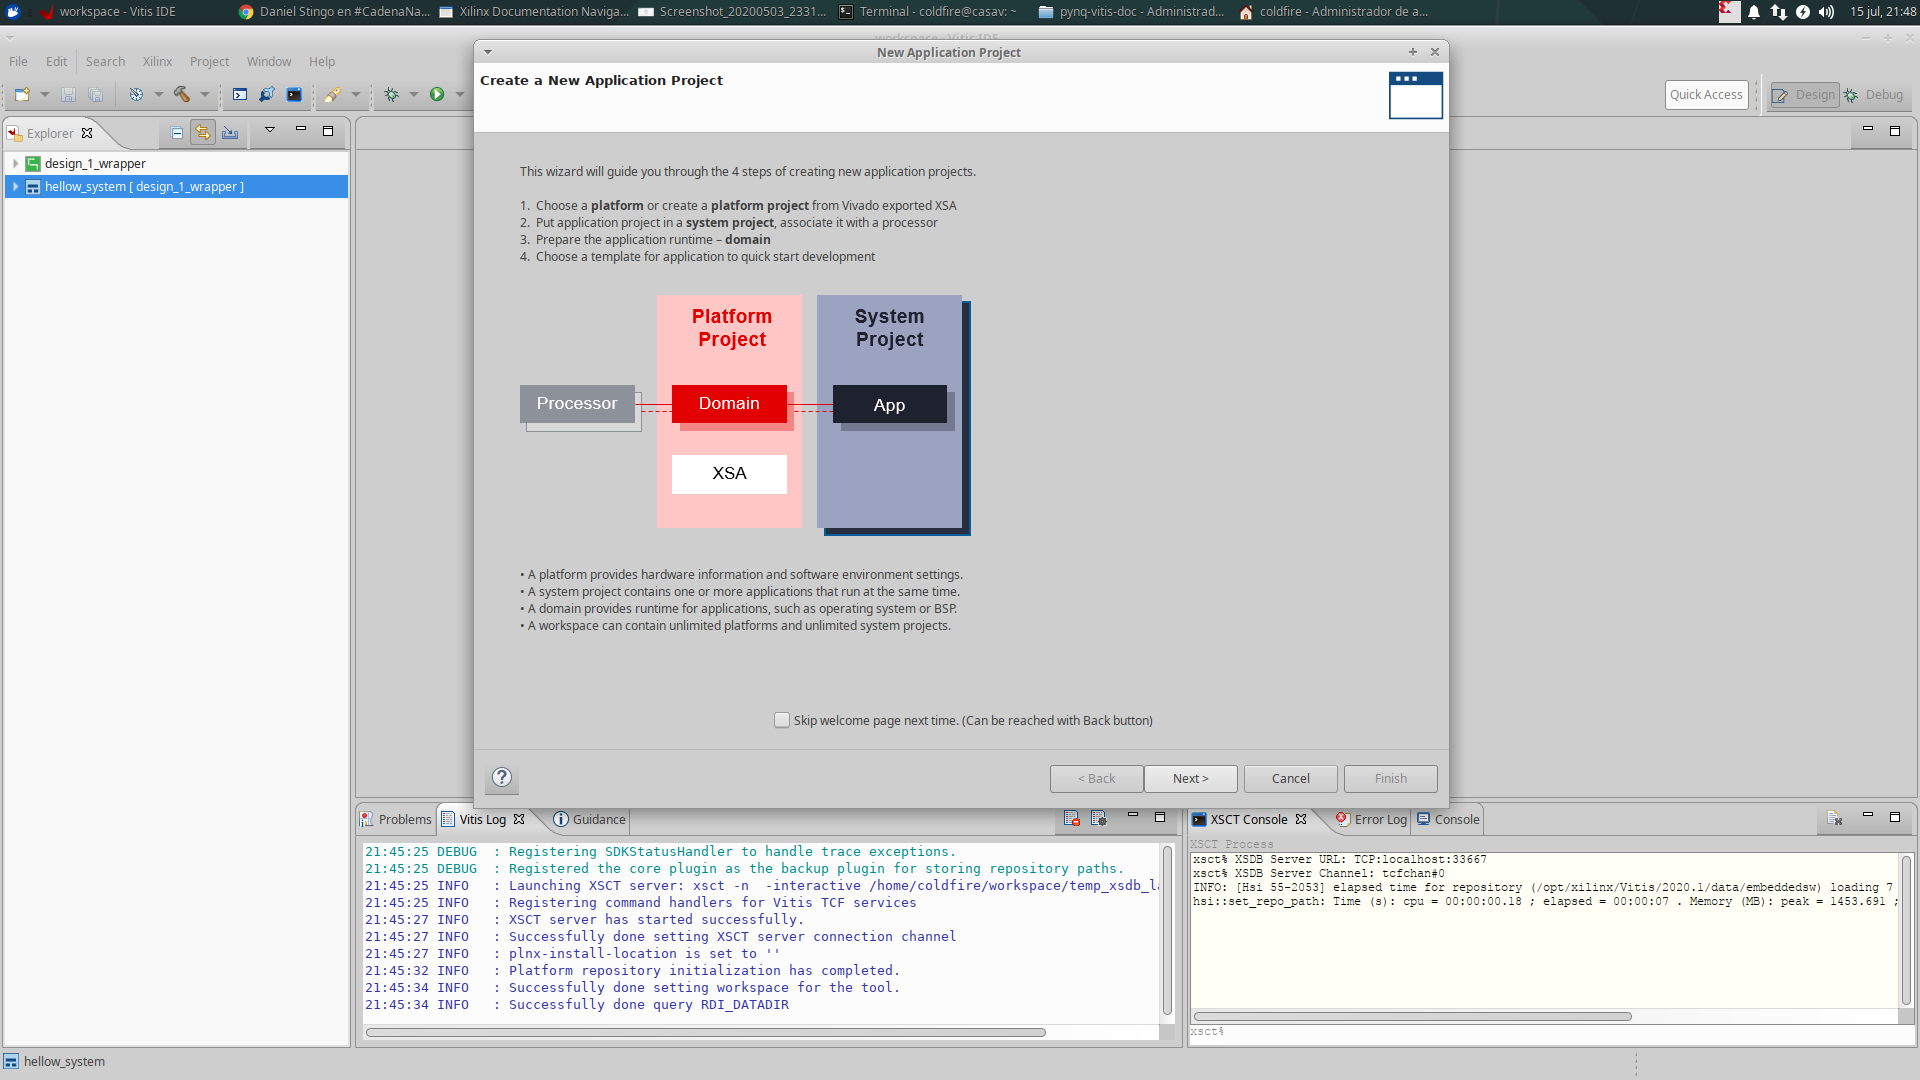 workspace - Vitis IDE
Daniel Stingo en #CadenaNa...
Xilinx Documentation Naviga...
Screenshot_20200503_2331...
Terminal - coldfire@casav: ~
pynq-vitis-doc - Administrad...
coldfire - Administrador de a...
15 jul, 21:48
workspace - Vitis IDE
File Edit Search Xilinx Project Window Help
Quick Access
Design
Debug
Explorer
design_1_wrapper
hellow_system [ design_1_wrapper ]
New Application Project
Create a New Application Project
This wizard will guide you through the 4 steps of creating new application projects.
1. Choose a platform or create a platform project from Vivado exported XSA
2. Put application project in a system project, associate it with a processor
3. Prepare the application runtime – domain
4. Choose a template for application to quick start development
Platform
Project
System
Project
Processor
Domain
App
XSA
• A platform provides hardware information and software environment settings.
• A system project contains one or more applications that run at the same time.
• A domain provides runtime for applications, such as operating system or BSP.
• A workspace can contain unlimited platforms and unlimited system projects.
Skip welcome page next time. (Can be reached with Back button)
?
< Back
Next >
Cancel
Finish
Problems
Vitis Log
Guidance
21:45:25 DEBUG : Registering SDKStatusHandler to handle trace exceptions.
21:45:25 DEBUG : Registered the core plugin as the backup plugin for storing repository paths.
21:45:25 INFO : Launching XSCT server: xsct -n -interactive /home/coldfire/workspace/temp_xsdb_la
21:45:25 INFO : Registering command handlers for Vitis TCF services
21:45:27 INFO : XSCT server has started successfully.
21:45:27 INFO : Successfully done setting XSCT server connection channel
21:45:27 INFO : plnx-install-location is set to ''
21:45:32 INFO : Platform repository initialization has completed.
21:45:34 INFO : Successfully done setting workspace for the tool.
21:45:34 INFO : Successfully done query RDI_DATADIR
XSCT Console
Error Log
Console
XSCT Process
xsct% XSDB Server URL: TCP:localhost:33667
xsct% XSDB Server Channel: tcfchan#0
INFO: [Hsi 55-2053] elapsed time for repository (/opt/xilinx/Vitis/2020.1/data/embeddedsw) loading 7
hsi::set_repo_path: Time (s): cpu = 00:00:00.18 ; elapsed = 00:00:07 . Memory (MB): peak = 1453.691 ;
xsct%
hellow_system